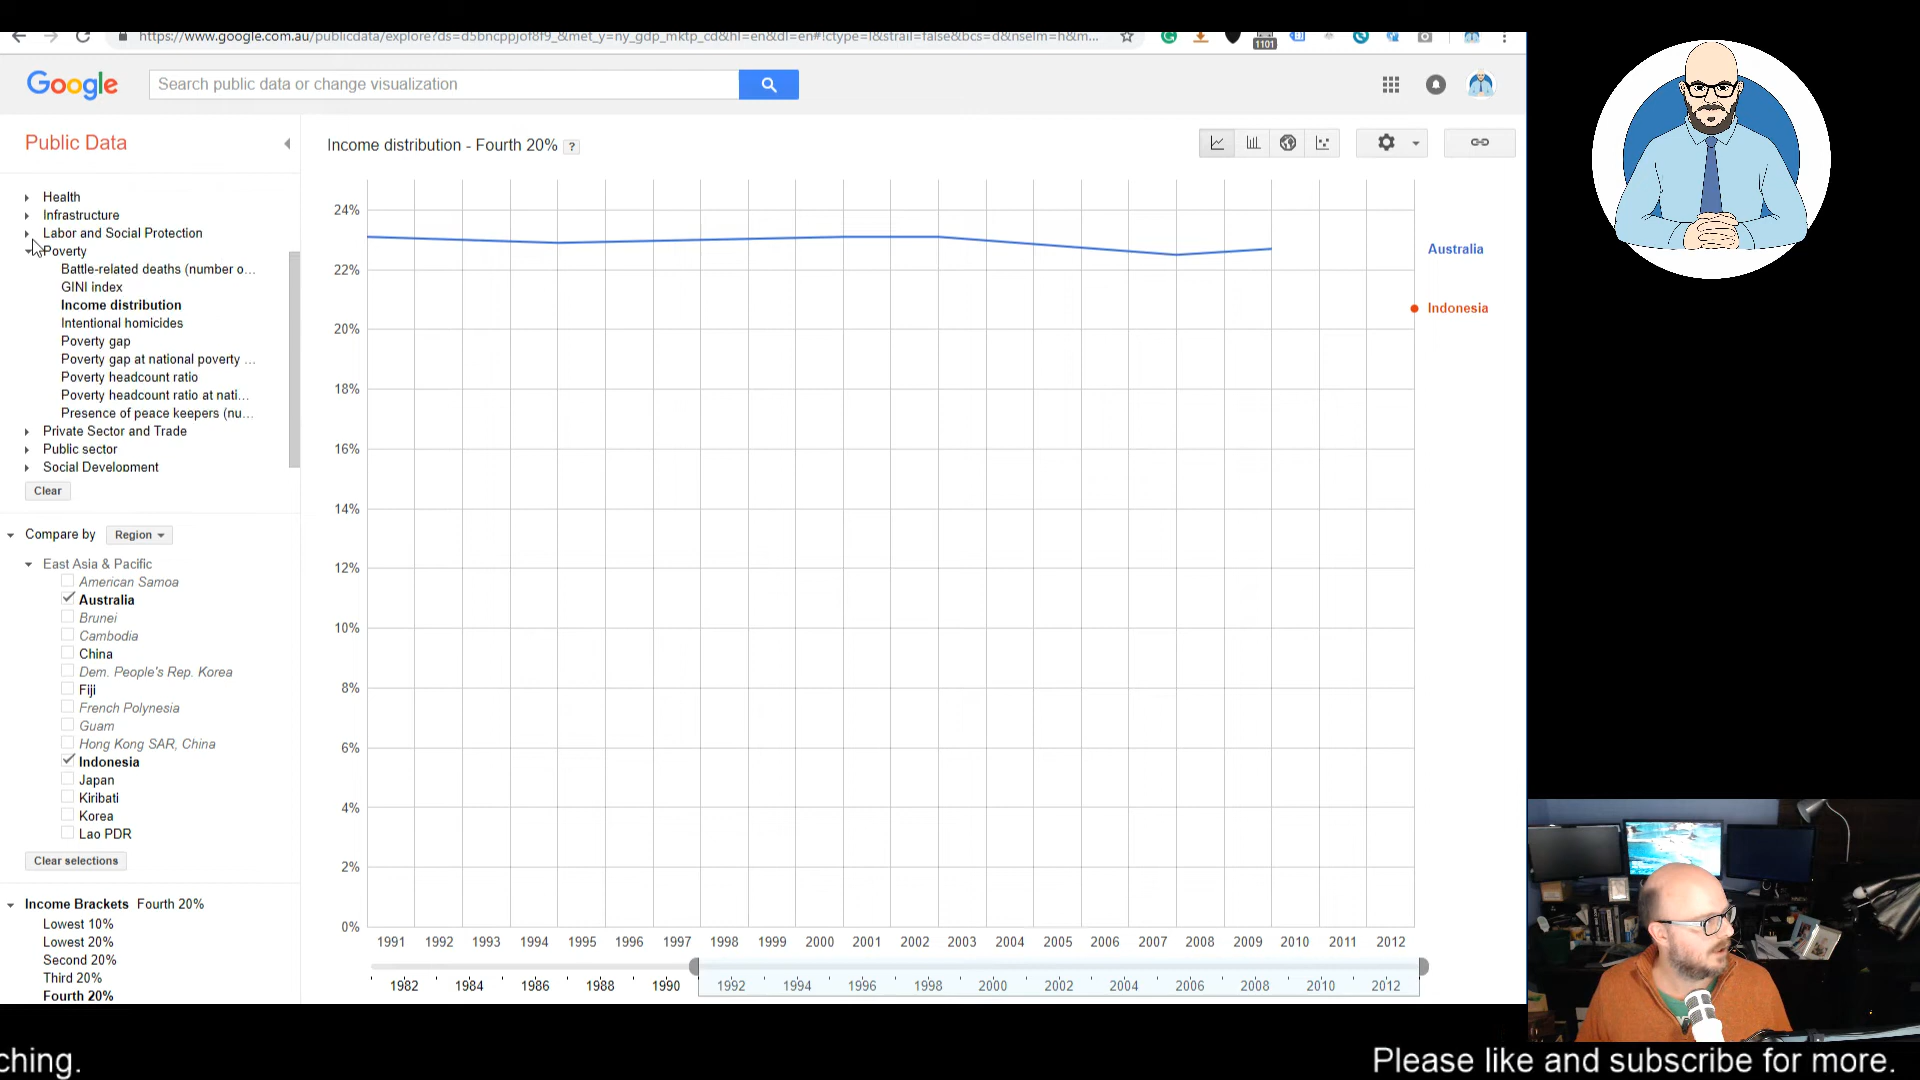 https://www.google.com.au/publicdata/explore?ds=d5bncppjof8f9_&met_y=ny_gdp_mktp_cd&hl=en&dl=en#!ctype=l&strail=false&bcs=d&nselm=h&m...
1101
Google
Search public data or change visualization
Public Data
Income distribution - Fourth 20% ?
Health
Infrastructure
Labor and Social Protection
Poverty
Battle-related deaths (number o...
GINI index
Income distribution
Intentional homicides
Poverty gap
Poverty gap at national poverty ...
Poverty headcount ratio
Poverty headcount ratio at nati...
Presence of peace keepers (nu...
Private Sector and Trade
Public sector
Social Development
Clear
Compare by Region
East Asia & Pacific
American Samoa
Australia
Brunei
Cambodia
China
Dem. People's Rep. Korea
Fiji
French Polynesia
Guam
Hong Kong SAR, China
Indonesia
Japan
Kiribati
Korea
Lao PDR
Clear selections
Income Brackets Fourth 20%
Lowest 10%
Lowest 20%
Second 20%
Third 20%
Fourth 20%
24%
22%
20%
18%
16%
14%
12%
10%
8%
6%
4%
2%
0%
Australia
Indonesia
1991 1992 1993 1994 1995 1996 1997 1998 1999 2000 2001 2002 2003 2004 2005 2006 2007 2008 2009 2010 2011 2012
1982 1984 1986 1988 1990 1992 1994 1996 1998 2000 2002 2004 2006 2008 2010 2012
ching. Please like and subscribe for more.